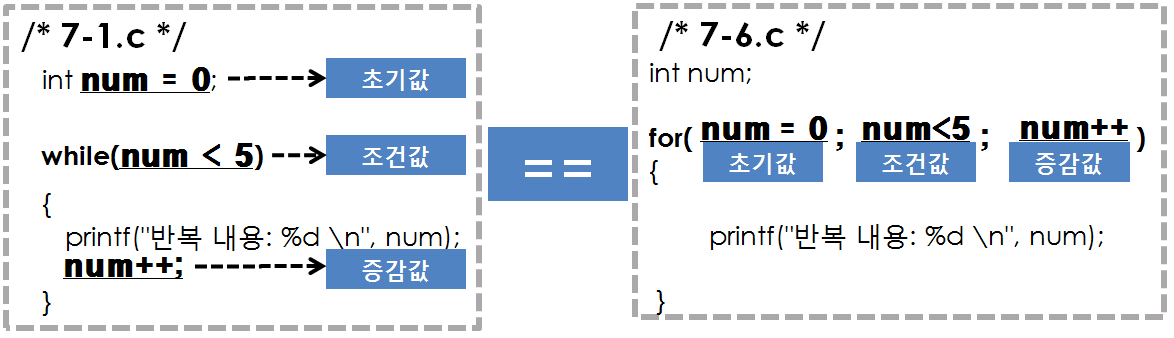 /* 7-1.c */
int num = 0; 초기값
while(num < 5) 조건값
{
printf("반복 내용: %d \n", num);
num++; 증감값
}
==
/* 7-6.c */
int num;
for( num = 0 ; num<5 ; num++ )
초기값 조건값 증감값
{
printf("반복 내용: %d \n", num);
}